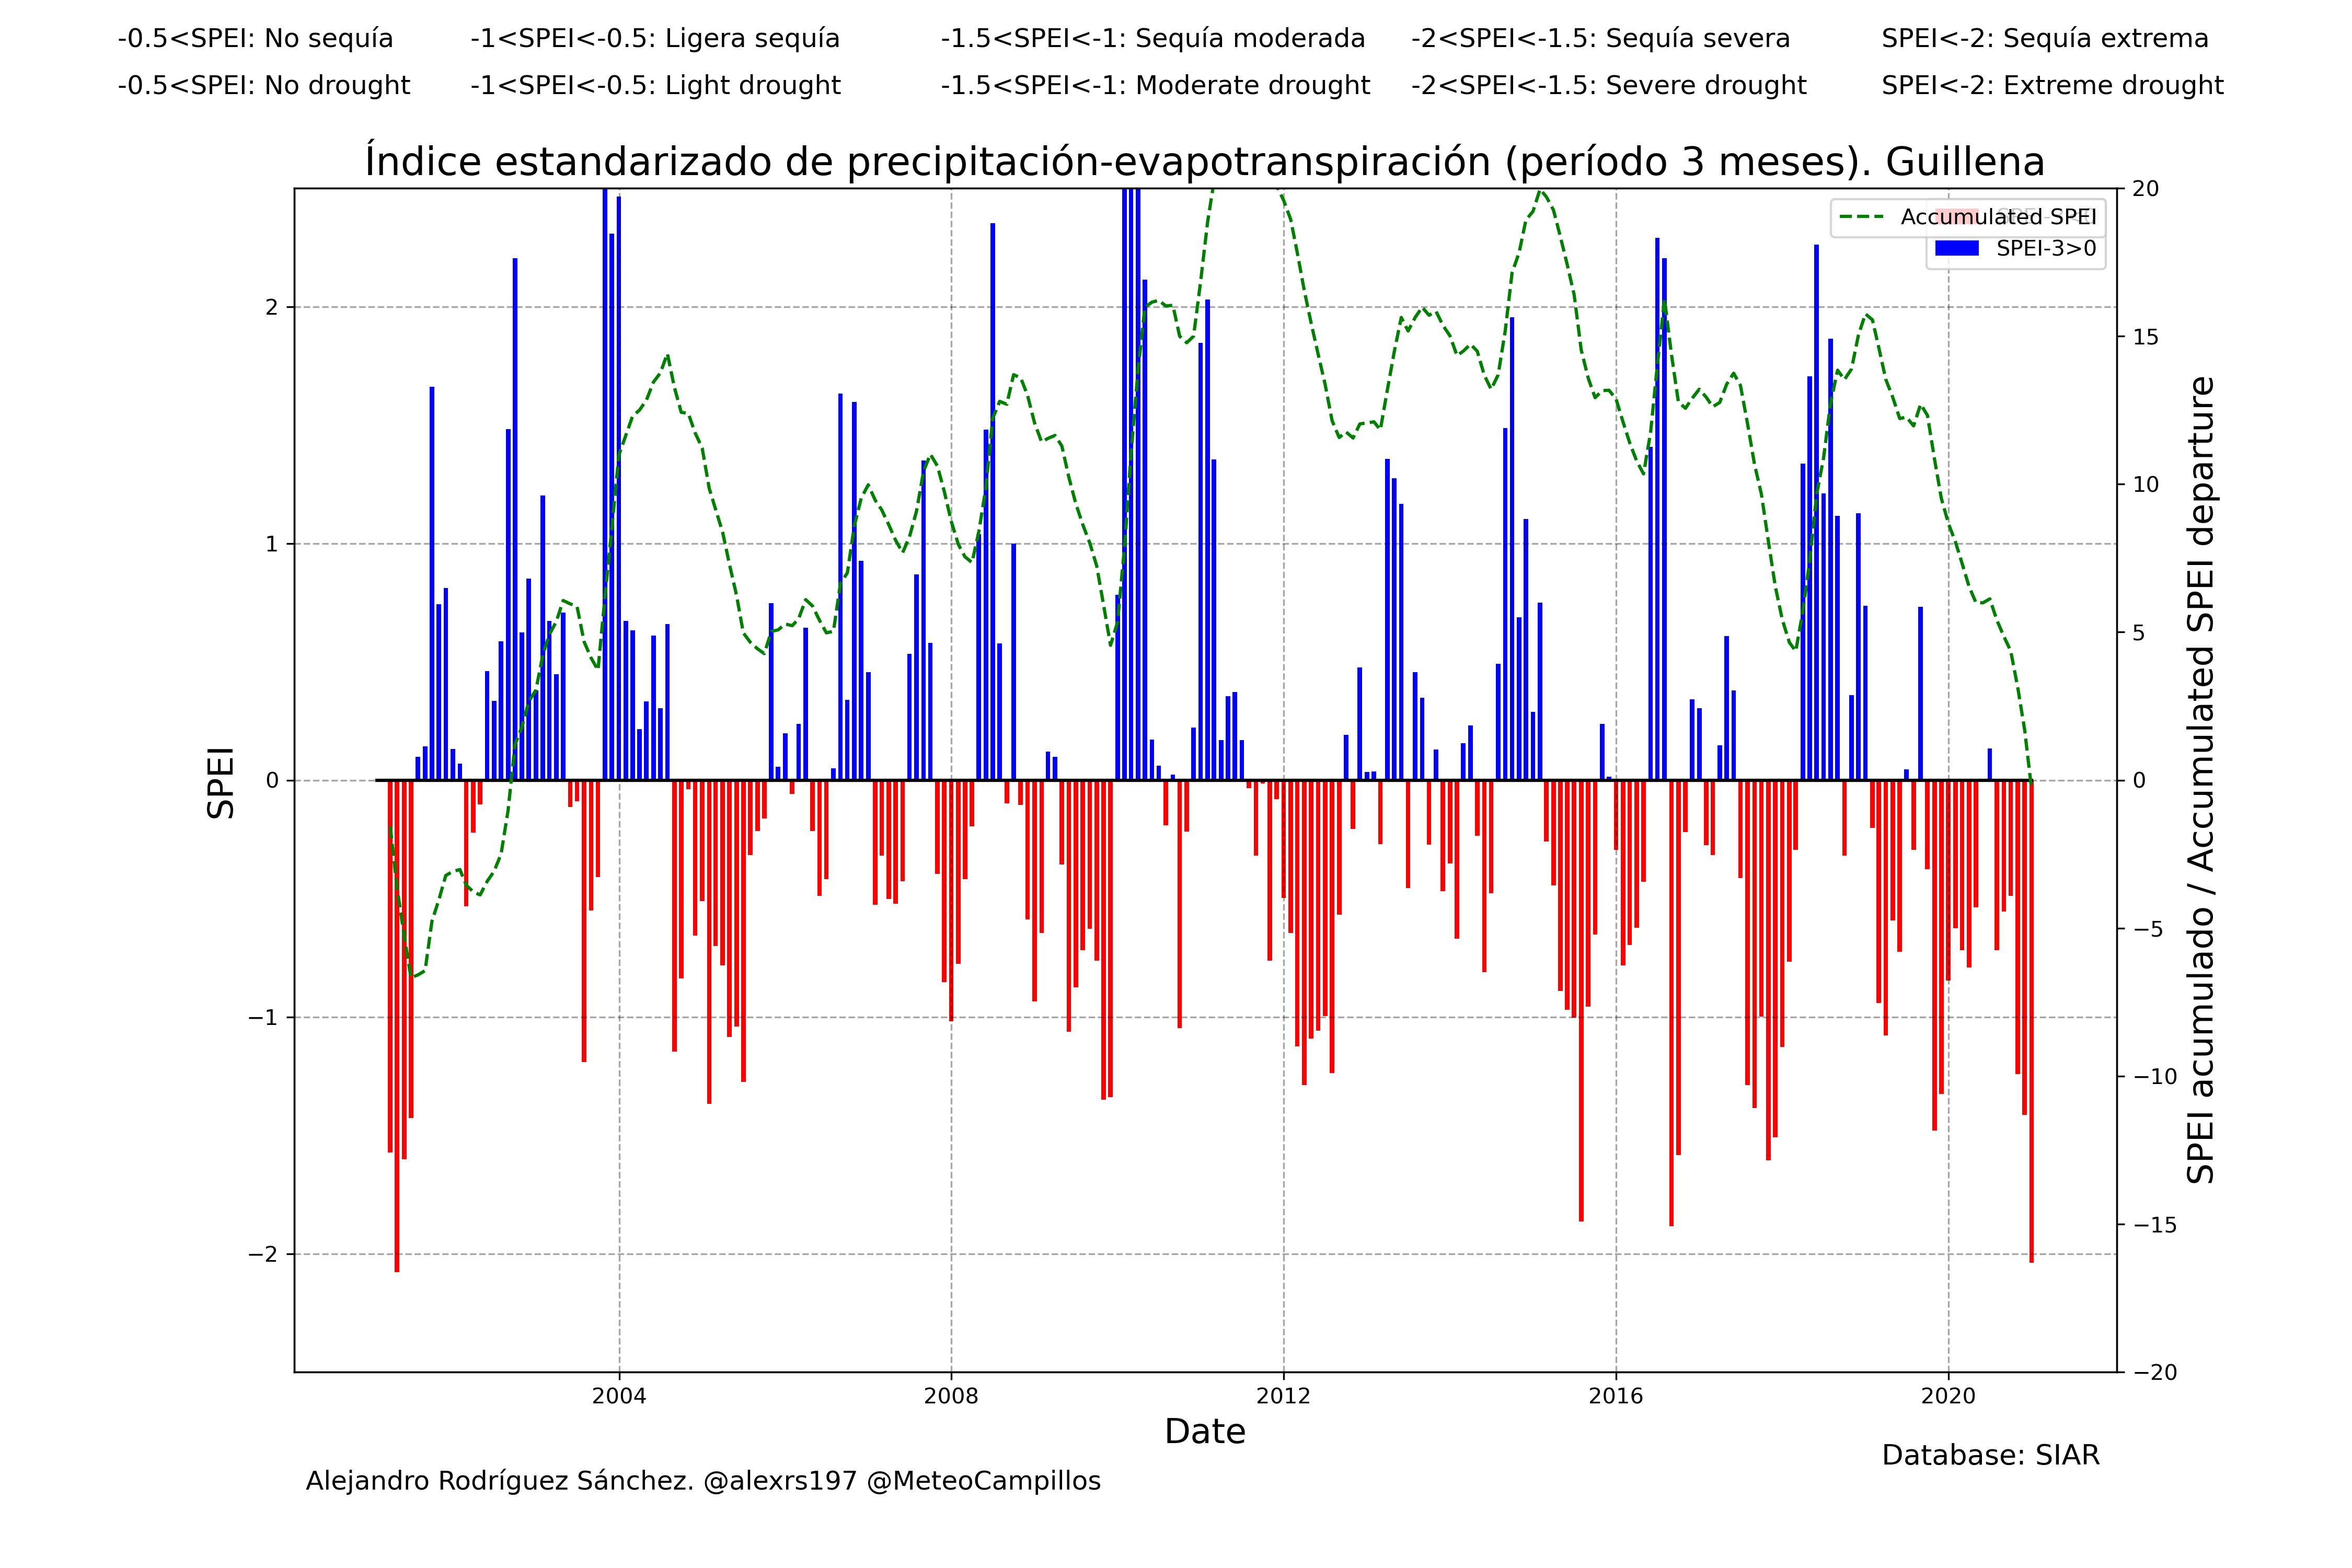 -0.5<SPEI: No sequía -1<SPEI<-0.5: Ligera sequía -1.5<SPEI<-1: Sequía moderada -2<SPEI<-1.5: Sequía severa SPEI<-2: Sequía extrema
-0.5<SPEI: No drought -1<SPEI<-0.5: Light drought -1.5<SPEI<-1: Moderate drought -2<SPEI<-1.5: Severe drought SPEI<-2: Extreme drought
Índice estandarizado de precipitación-evapotranspiración (período 3 meses). Guillena
Accumulated SPEI
SPEI-3>0
SPEI
2
1
0
−1
−2
20
15
10
5
0
−5
−10
−15
−20
SPEI acumulado / Accumulated SPEI departure
2004 2008 2012 2016 2020
Date
Database: SIAR
Alejandro Rodríguez Sánchez. @alexrs197 @MeteoCampillos